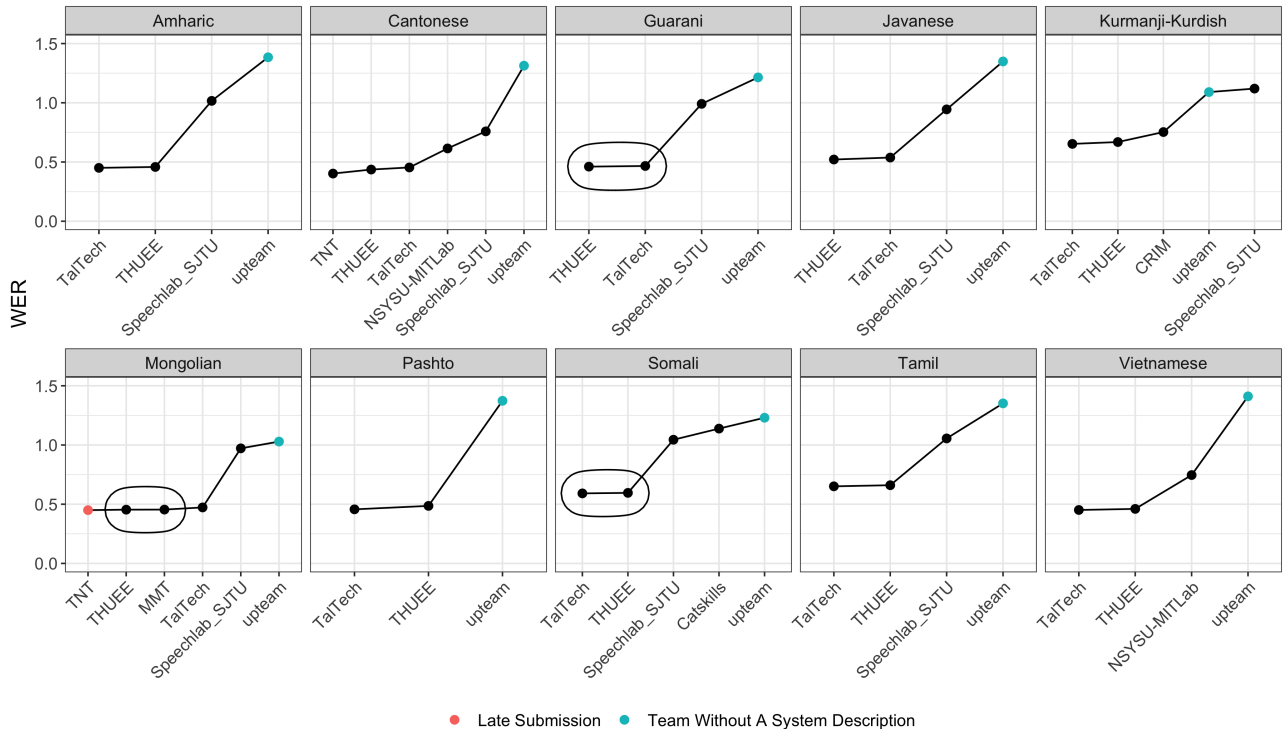 Amharic
Cantonese
Guarani
Javanese
Kurmanji-Kurdish
WER
1.5
1.0
0.5
0.0
TalTech
THUEE
Speechlab_SJTU
upteam
TNT
THUEE
TalTech
NSYSU-MITLab
Speechlab_SJTU
upteam
THUEE
TalTech
Speechlab_SJTU
upteam
THUEE
TalTech
Speechlab_SJTU
upteam
TalTech
THUEE
CRIM
upteam
Speechlab_SJTU
Mongolian
Pashto
Somali
Tamil
Vietnamese
1.5
1.0
0.5
0.0
TNT
THUEE
MMT
TalTech
Speechlab_SJTU
upteam
TalTech
THUEE
upteam
TalTech
THUEE
Speechlab_SJTU
Catskills
upteam
TalTech
THUEE
Speechlab_SJTU
upteam
TalTech
THUEE
NSYSU-MITLab
upteam
Late Submission
Team Without A System Description